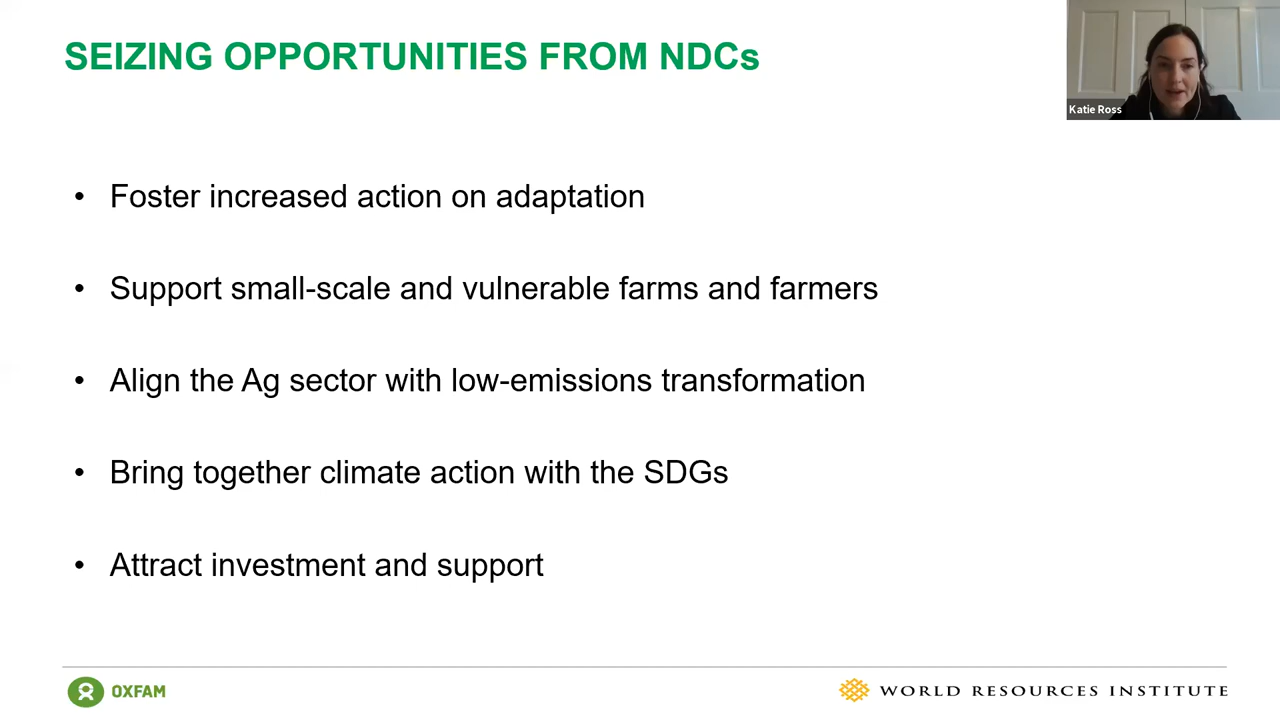 SEIZING OPPORTUNITIES FROM NDCs
Katie Ross
• Foster increased action on adaptation
• Support small-scale and vulnerable farms and farmers
• Align the Ag sector with low-emissions transformation
• Bring together climate action with the SDGs
• Attract investment and support
OXFAM
WORLD RESOURCES INSTITUTE